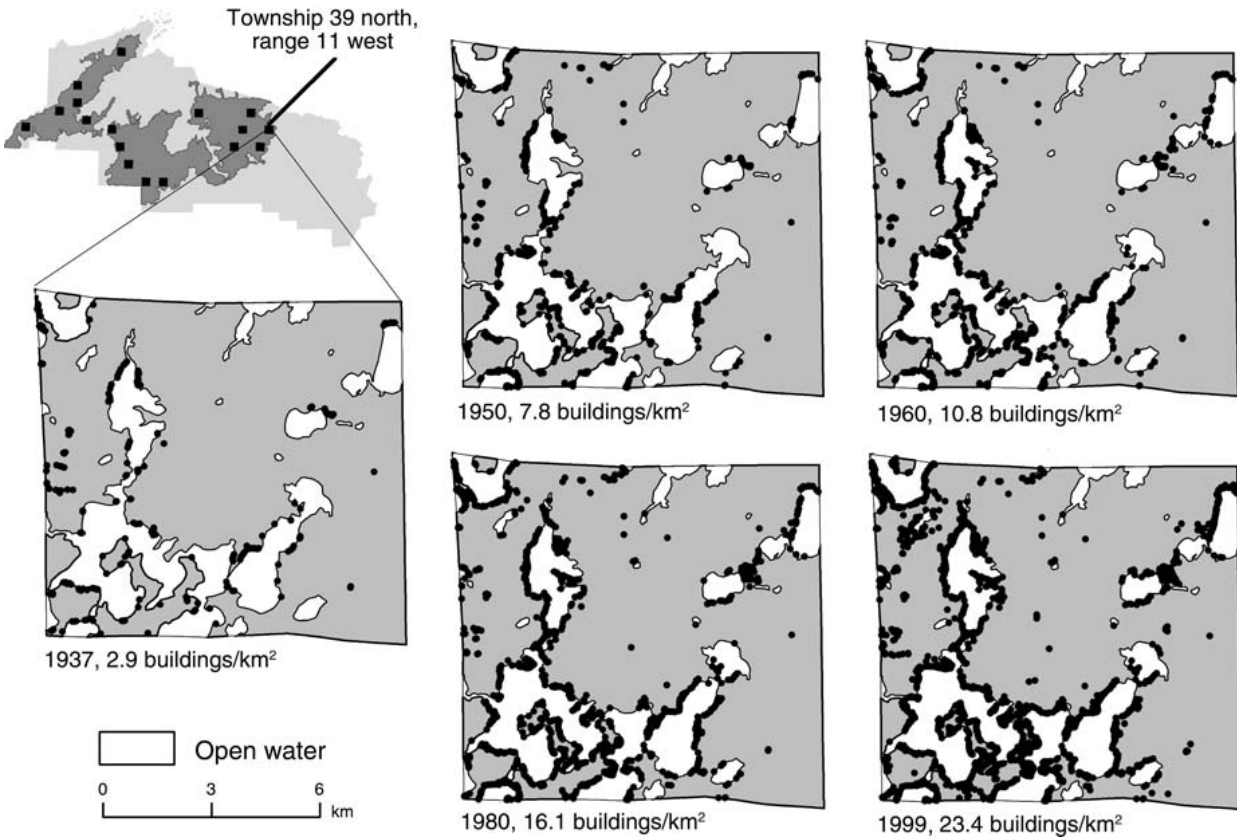 Township 39 north,
range 11 west
1937, 2.9 buildings/km²
1950, 7.8 buildings/km²
1960, 10.8 buildings/km²
1980, 16.1 buildings/km²
1999, 23.4 buildings/km²
Open water
0 3 6
km